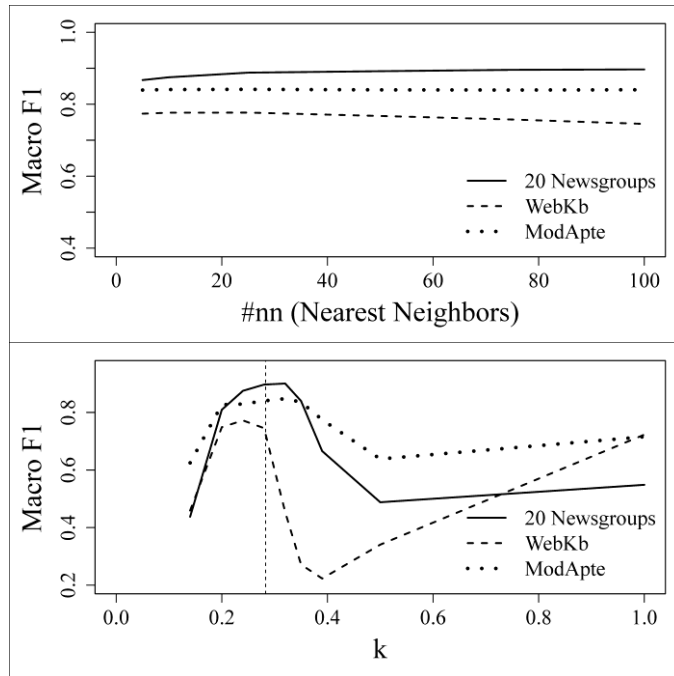 1.0
0.8
0.6
0.4
Macro F1
20 Newsgroups
WebKb
ModApte
0 20 40 60 80 100
#nn (Nearest Neighbors)
0.8
0.6
0.4
0.2
Macro F1
20 Newsgroups
WebKb
ModApte
0.0 0.2 0.4 0.6 0.8 1.0
k